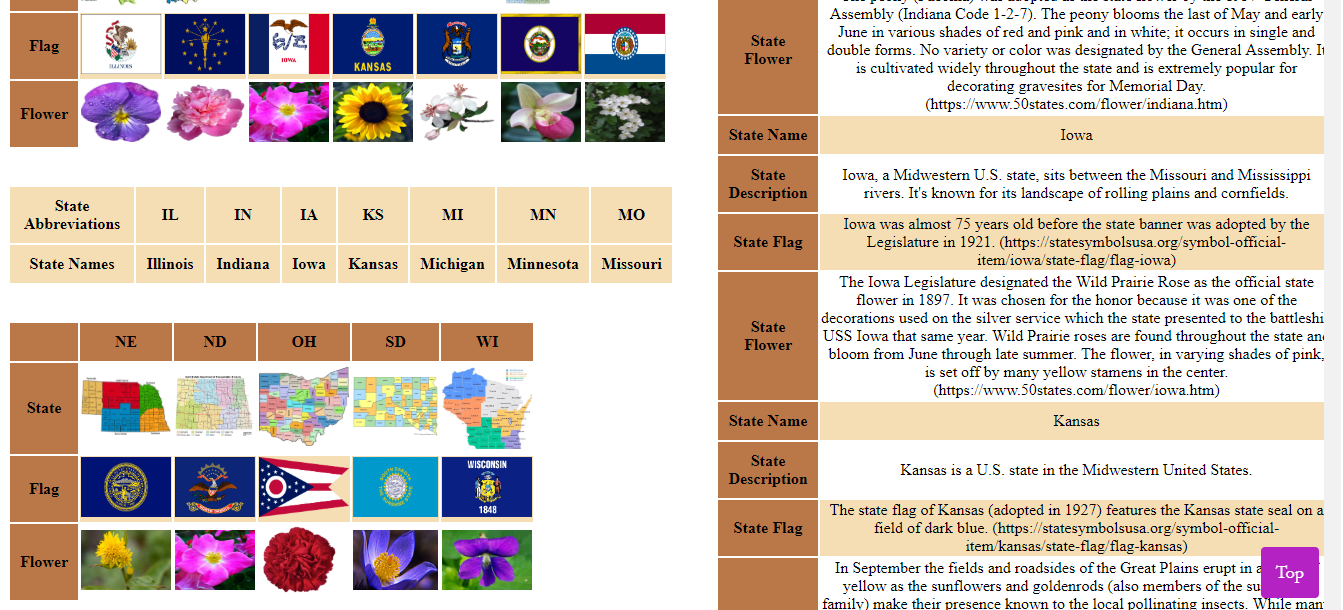 Flag
ILLINOIS
IOWA
KANSAS
Flower
State
Abbreviations
IL
IN
IA
KS
MI
MN
MO
State Names
Illinois
Indiana
Iowa
Kansas
Michigan
Minnesota
Missouri
NE
ND
OH
SD
WI
State
Flag
WISCONSIN
1848
Flower
State
Flower
Assembly (Indiana Code 1-2-7). The peony blooms the last of May and early
June in various shades of red and pink and in white; it occurs in single and
double forms. No variety or color was designated by the General Assembly. It
is cultivated widely throughout the state and is extremely popular for
decorating gravesites for Memorial Day.
(https://www.50states.com/flower/indiana.htm)
State Name
Iowa
State
Description
Iowa, a Midwestern U.S. state, sits between the Missouri and Mississippi
rivers. It's known for its landscape of rolling plains and cornfields.
State Flag
Iowa was almost 75 years old before the state banner was adopted by the
Legislature in 1921. (https://statesymbolsusa.org/symbol-official-
item/iowa/state-flag/flag-iowa)
State
Flower
The Iowa Legislature designated the Wild Prairie Rose as the official state
flower in 1897. It was chosen for the honor because it was one of the
decorations used on the silver service which the state presented to the battleshi
USS Iowa that same year. Wild Prairie roses are found throughout the state and
bloom from June through late summer. The flower, in varying shades of pink,
is set off by many yellow stamens in the center.
(https://www.50states.com/flower/iowa.htm)
State Name
Kansas
State
Description
Kansas is a U.S. state in the Midwestern United States.
State Flag
The state flag of Kansas (adopted in 1927) features the Kansas state seal on a
field of dark blue. (https://statesymbolsusa.org/symbol-official-
item/kansas/state-flag/flag-kansas)
In September the fields and roadsides of the Great Plains erupt in a
yellow as the sunflowers and goldenrods (also members of the su
family) make their presence known to the local pollinating insects. While man
Top